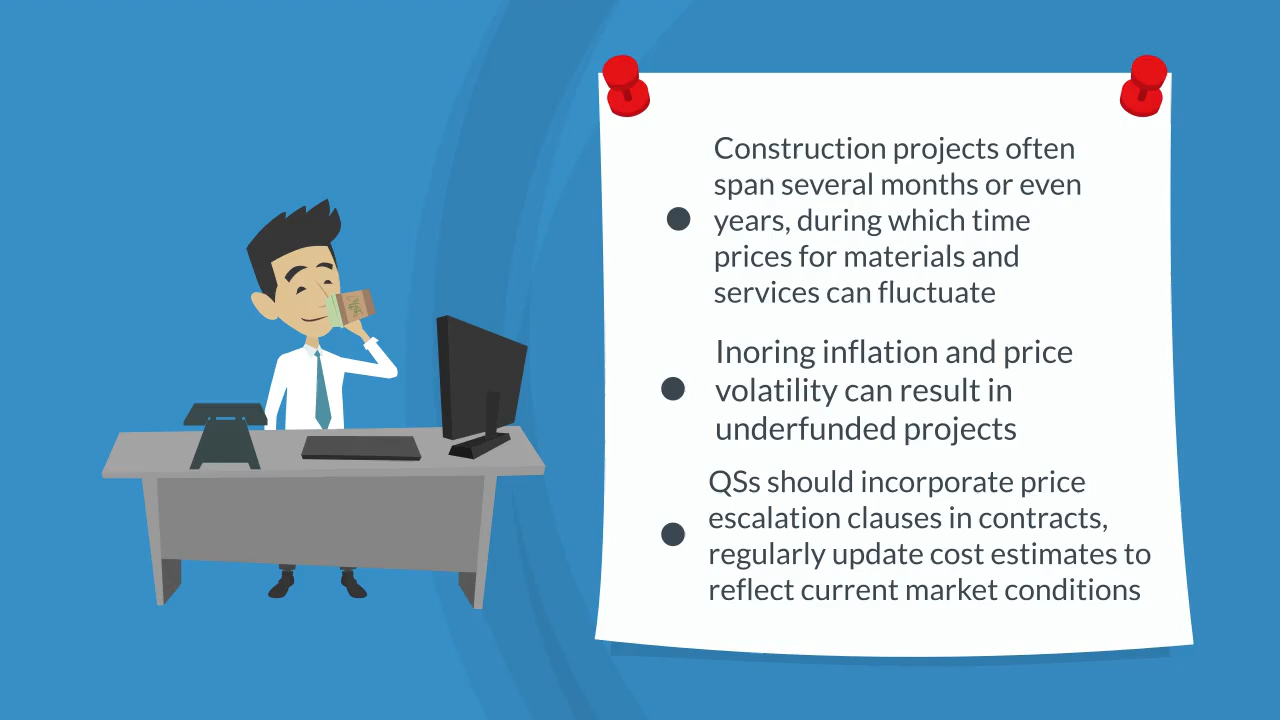 Construction projects often
span several months or even
years, during which time
prices for materials and
services can fluctuate
Inoring inflation and price
volatility can result in
underfunded projects
QSs should incorporate price
escalation clauses in contracts,
regularly update cost estimates to
reflect current market conditions